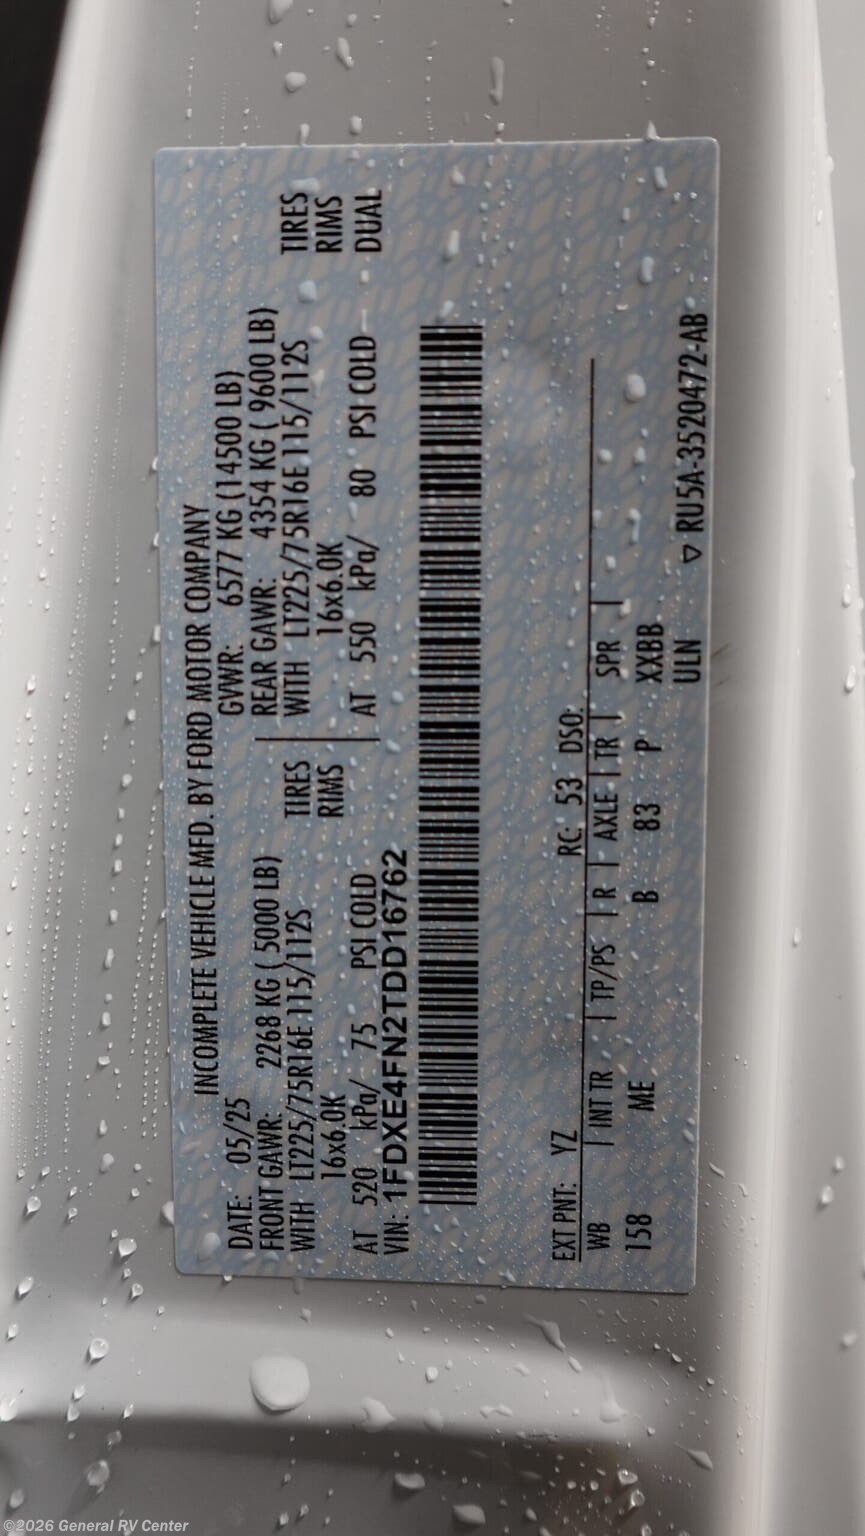 INCOMPLETE VEHICLE MFD. BY FORD MOTOR COMPANY
DATE: 05/25 GVWR: 6577 KG (14500 LB)
FRONT GAWR: 2268 KG ( 5000 LB) REAR GAWR: 4354 KG ( 9600 LB)
WITH LT225/75R16E 115/112S TIRES WITH LT225/75R16E 115/112S TIRES
16x6.0K RIMS 16x6.0K RIMS
AT 520 kPa/ 75 PSI COLD AT 550 kPa/ 80 PSI COLD DUAL
VIN: 1FDXE4FN2TDD16762
EXT PNT: YZ RC: 53 DSO:
WB INT TR TP/PS R AXLE TR SPR
158 ME B 83 P XXBB
ULN
▽ RU5A-3520472-AB
©2026 General RV Center